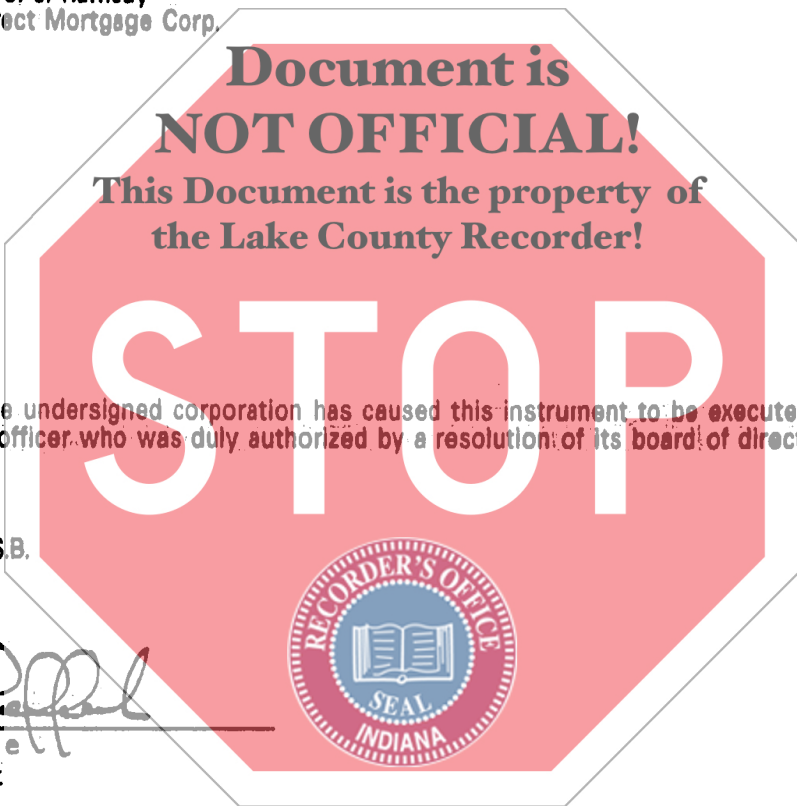 ect Mortgage Corp.
Document is
NOT OFFICIAL!
This Document is the property of
the Lake County Recorder!
STOP
e undersigned corporation has caused this instrument to be execute
officer who was duly authorized by a resolution of its board of direct
S.B.
RECORDER'S OFFICE
SEAL
INDIANA
e